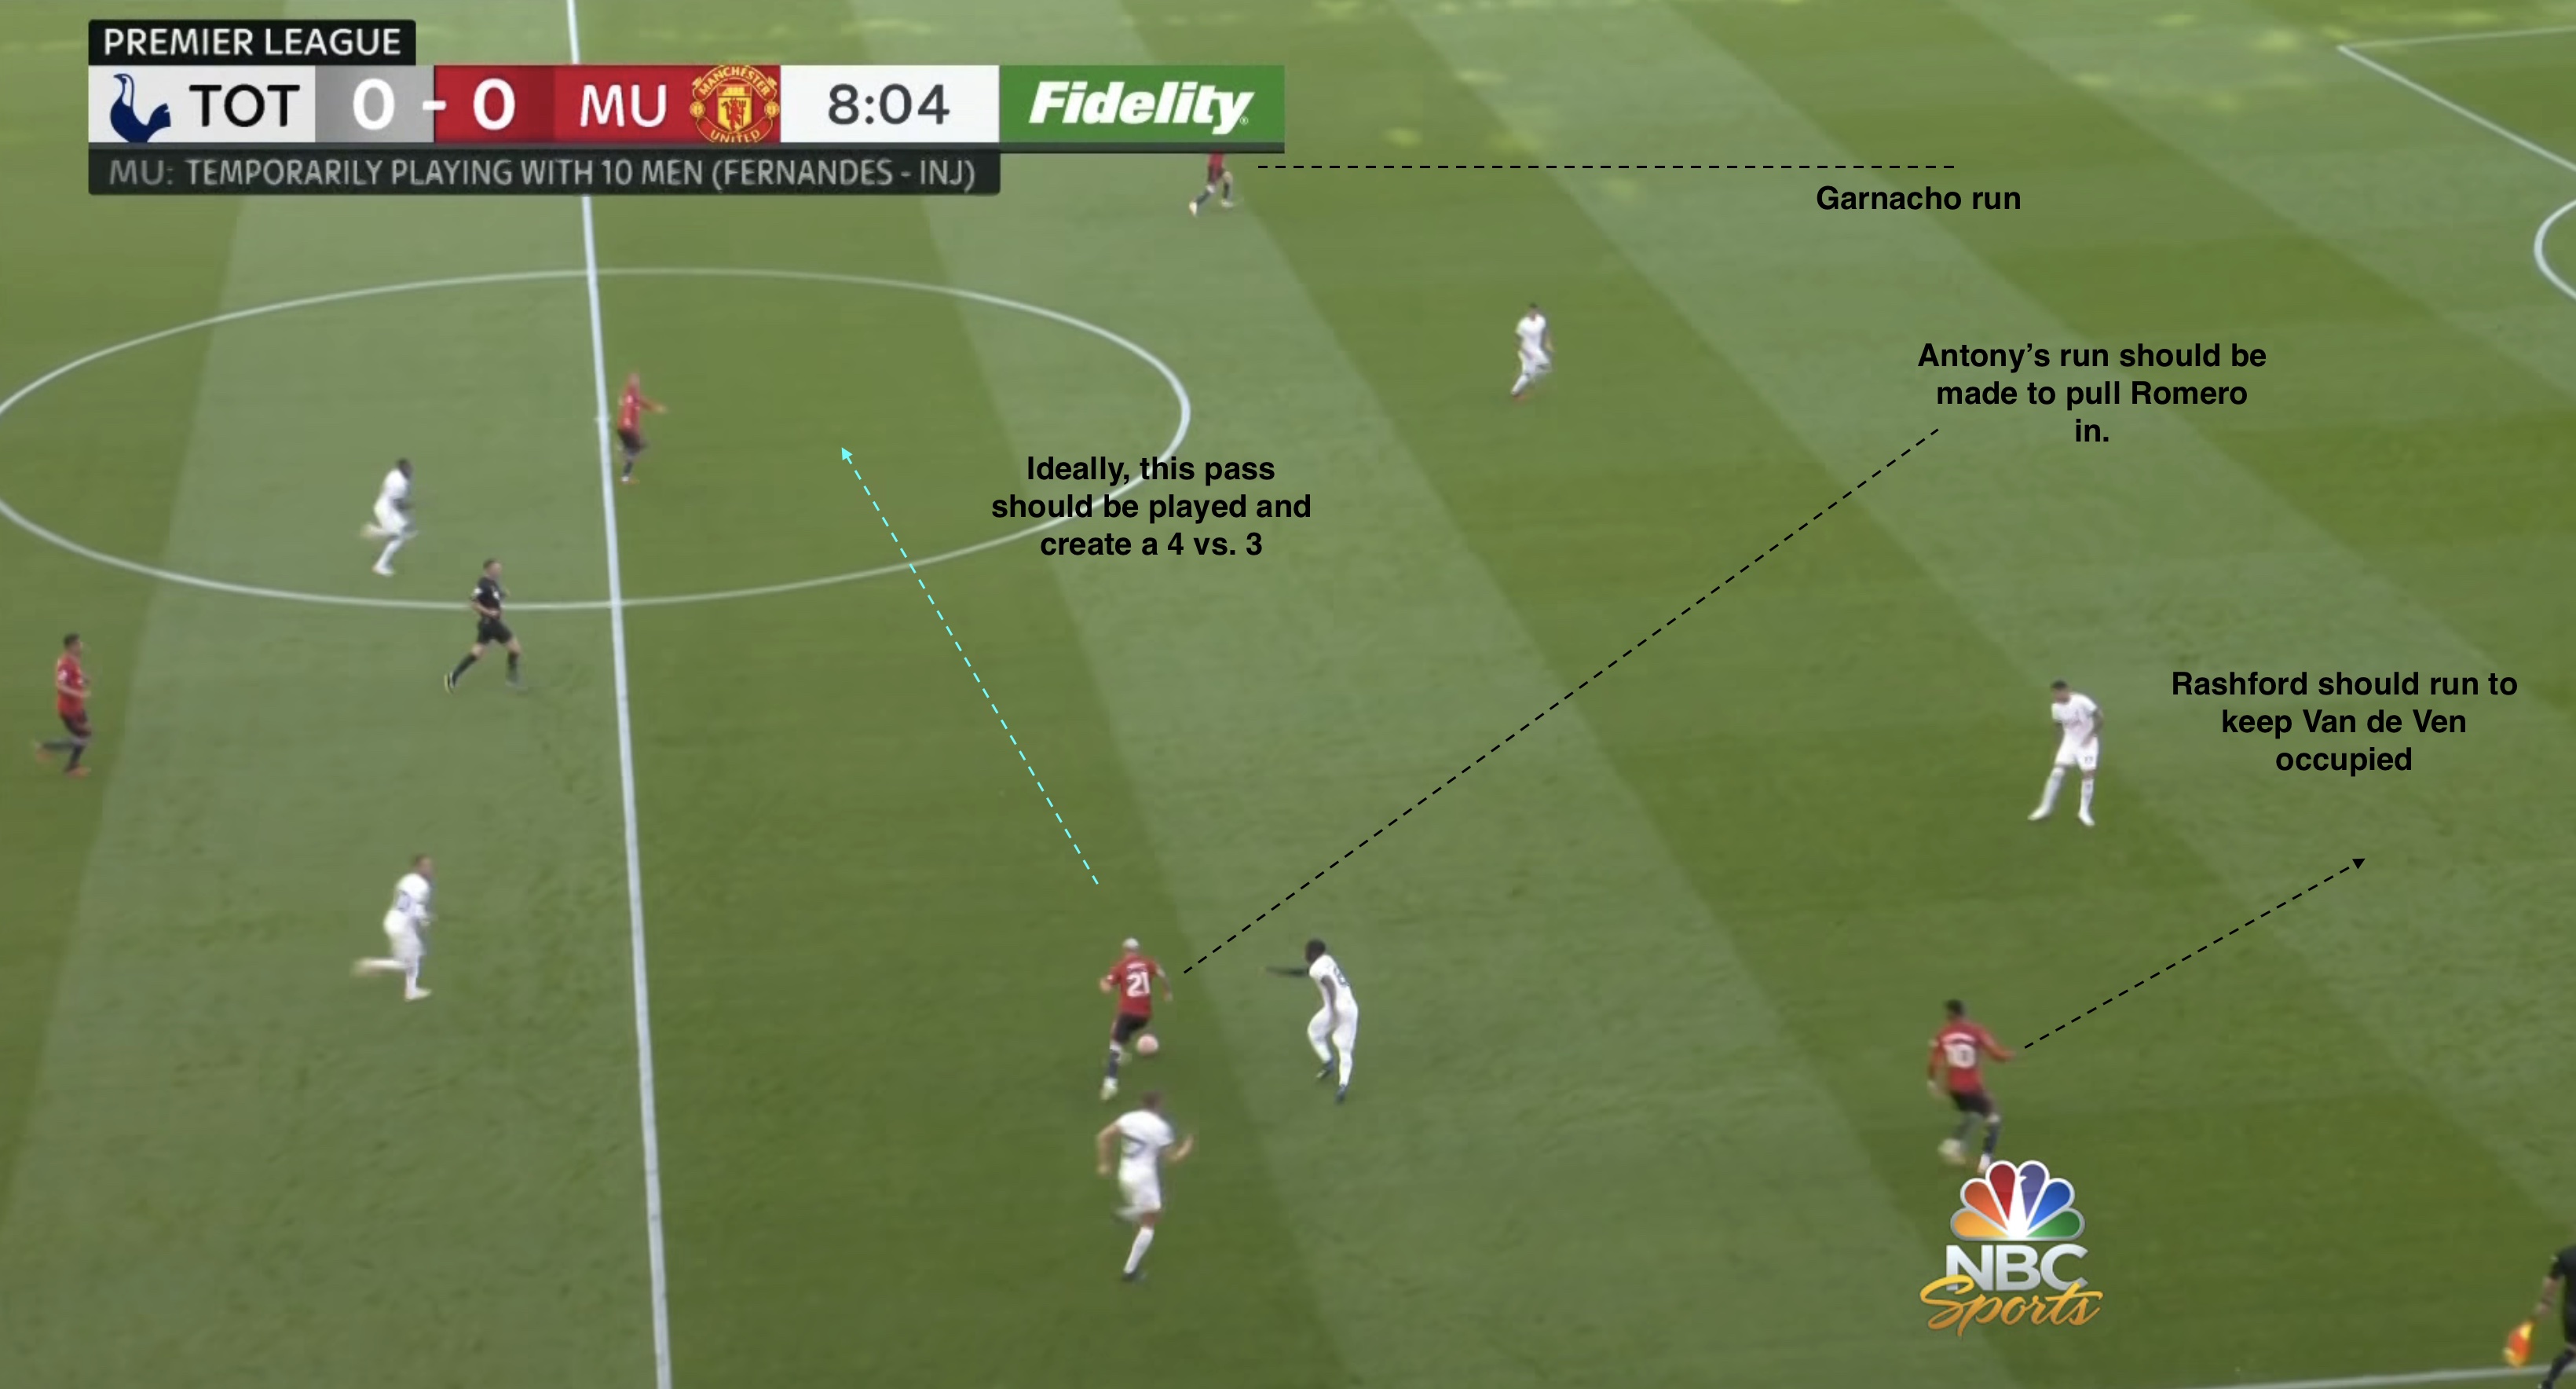 PREMIER LEAGUE
TOT 0 - 0 MU MANCHESTER UNITED 8:04 Fidelity
MU: TEMPORARILY PLAYING WITH 10 MEN (FERNANDES - INJ)
Garnacho run
Antony's run should be
made to pull Romero
in.
Ideally, this pass
should be played and
create a 4 vs. 3
Rashford should run to
keep Van de Ven
occupied
21
10
NBC
Sports